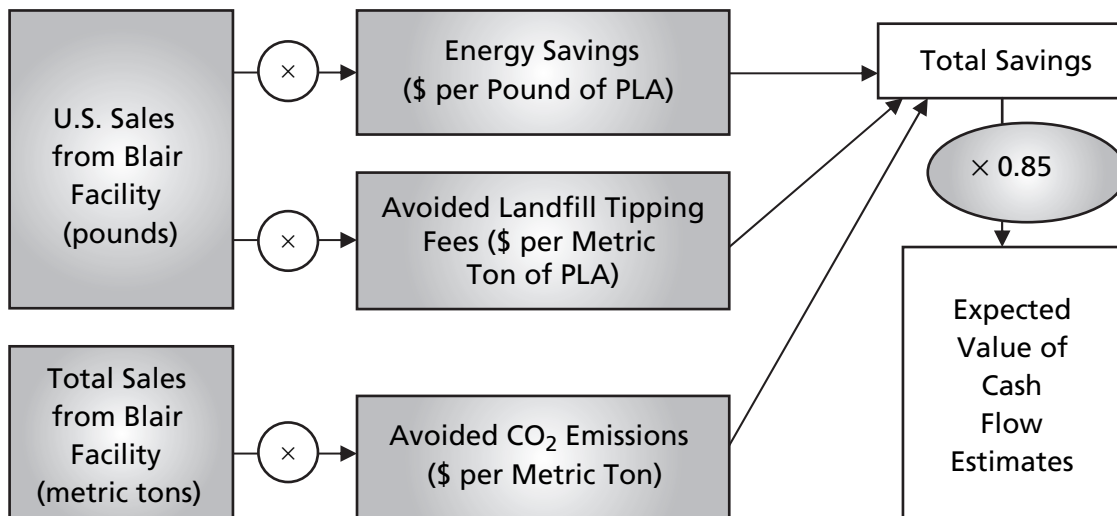 U.S. Sales
from Blair
Facility
(pounds)
×
Energy Savings
($ per Pound of PLA)
Total Savings
× 0.85
×
Avoided Landfill Tipping
Fees ($ per Metric
Ton of PLA)
Total Sales
from Blair
Facility
(metric tons)
×
Avoided CO₂ Emissions
($ per Metric Ton)
Expected
Value of
Cash
Flow
Estimates